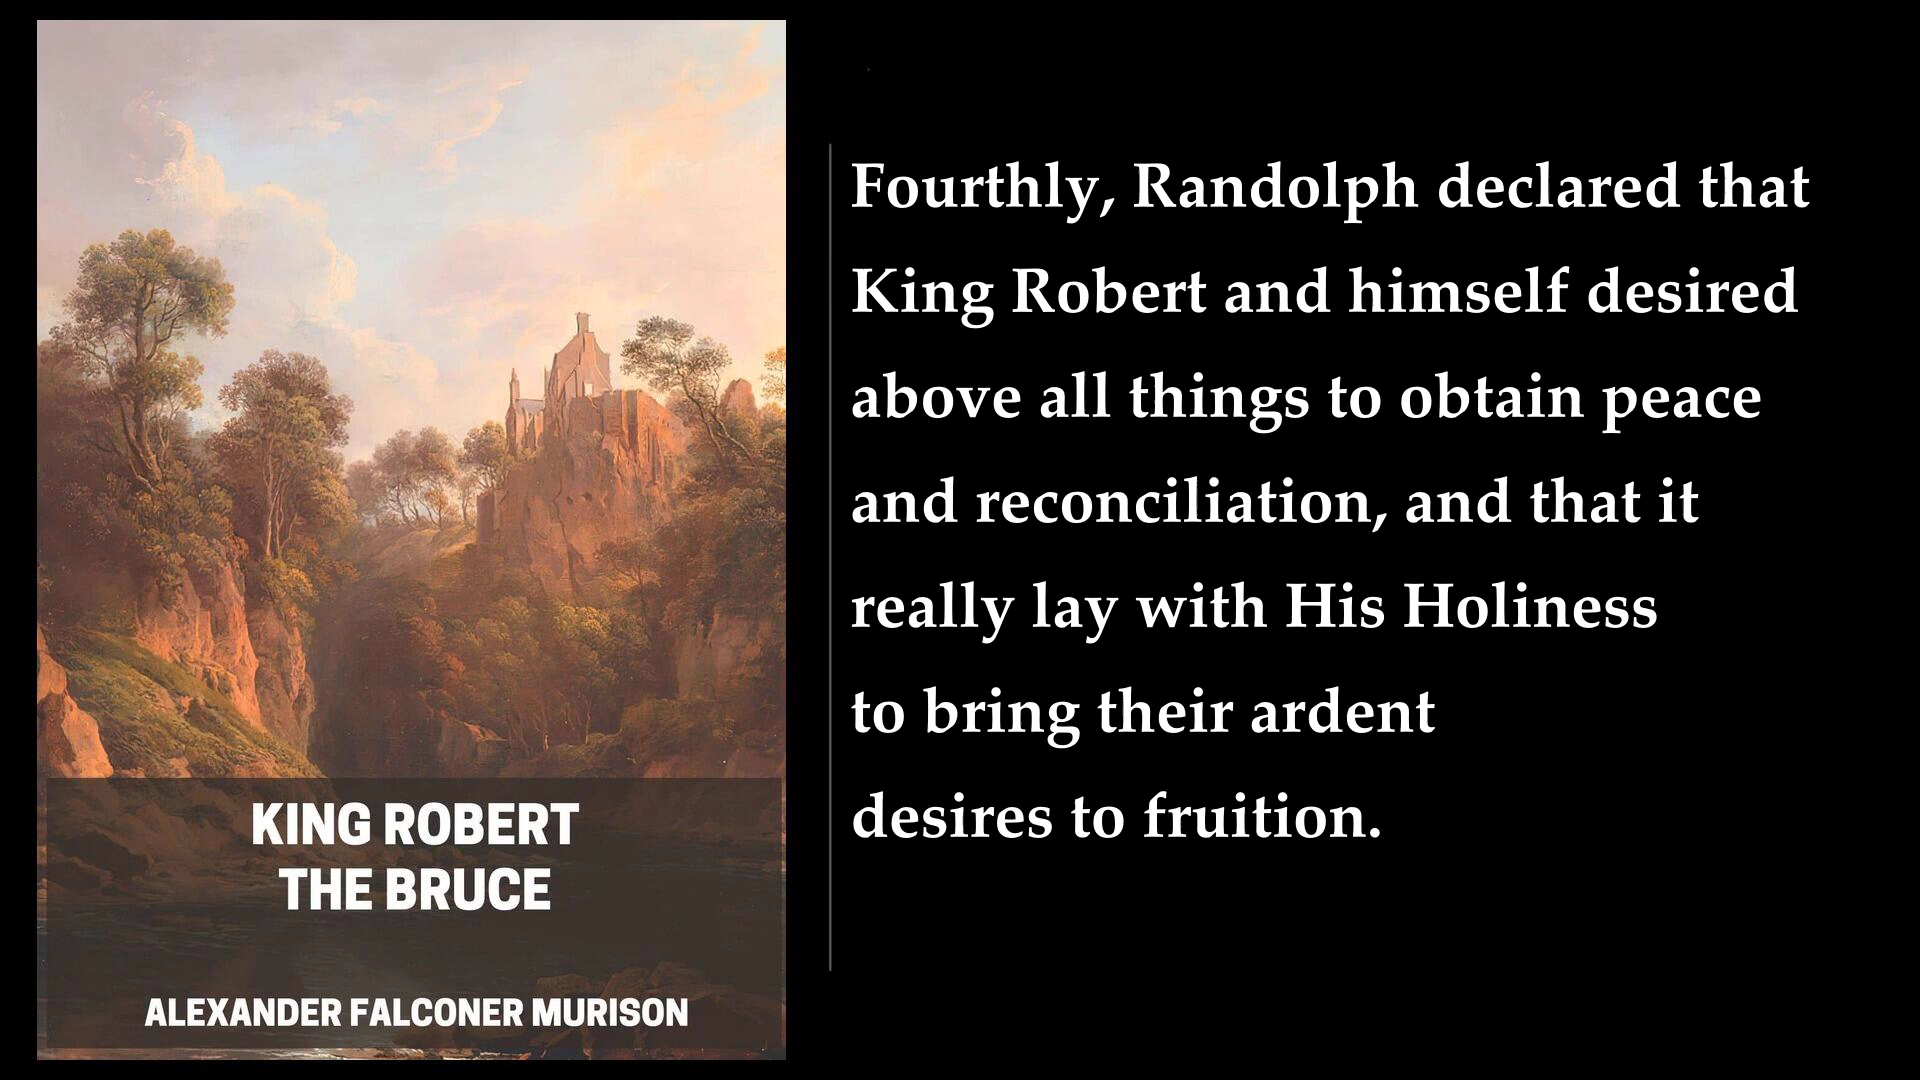 KING ROBERT
THE BRUCE
ALEXANDER FALCONER MURISON
Fourthly, Randolph declared that
King Robert and himself desired
above all things to obtain peace
and reconciliation, and that it
really lay with His Holiness
to bring their ardent
desires to fruition.